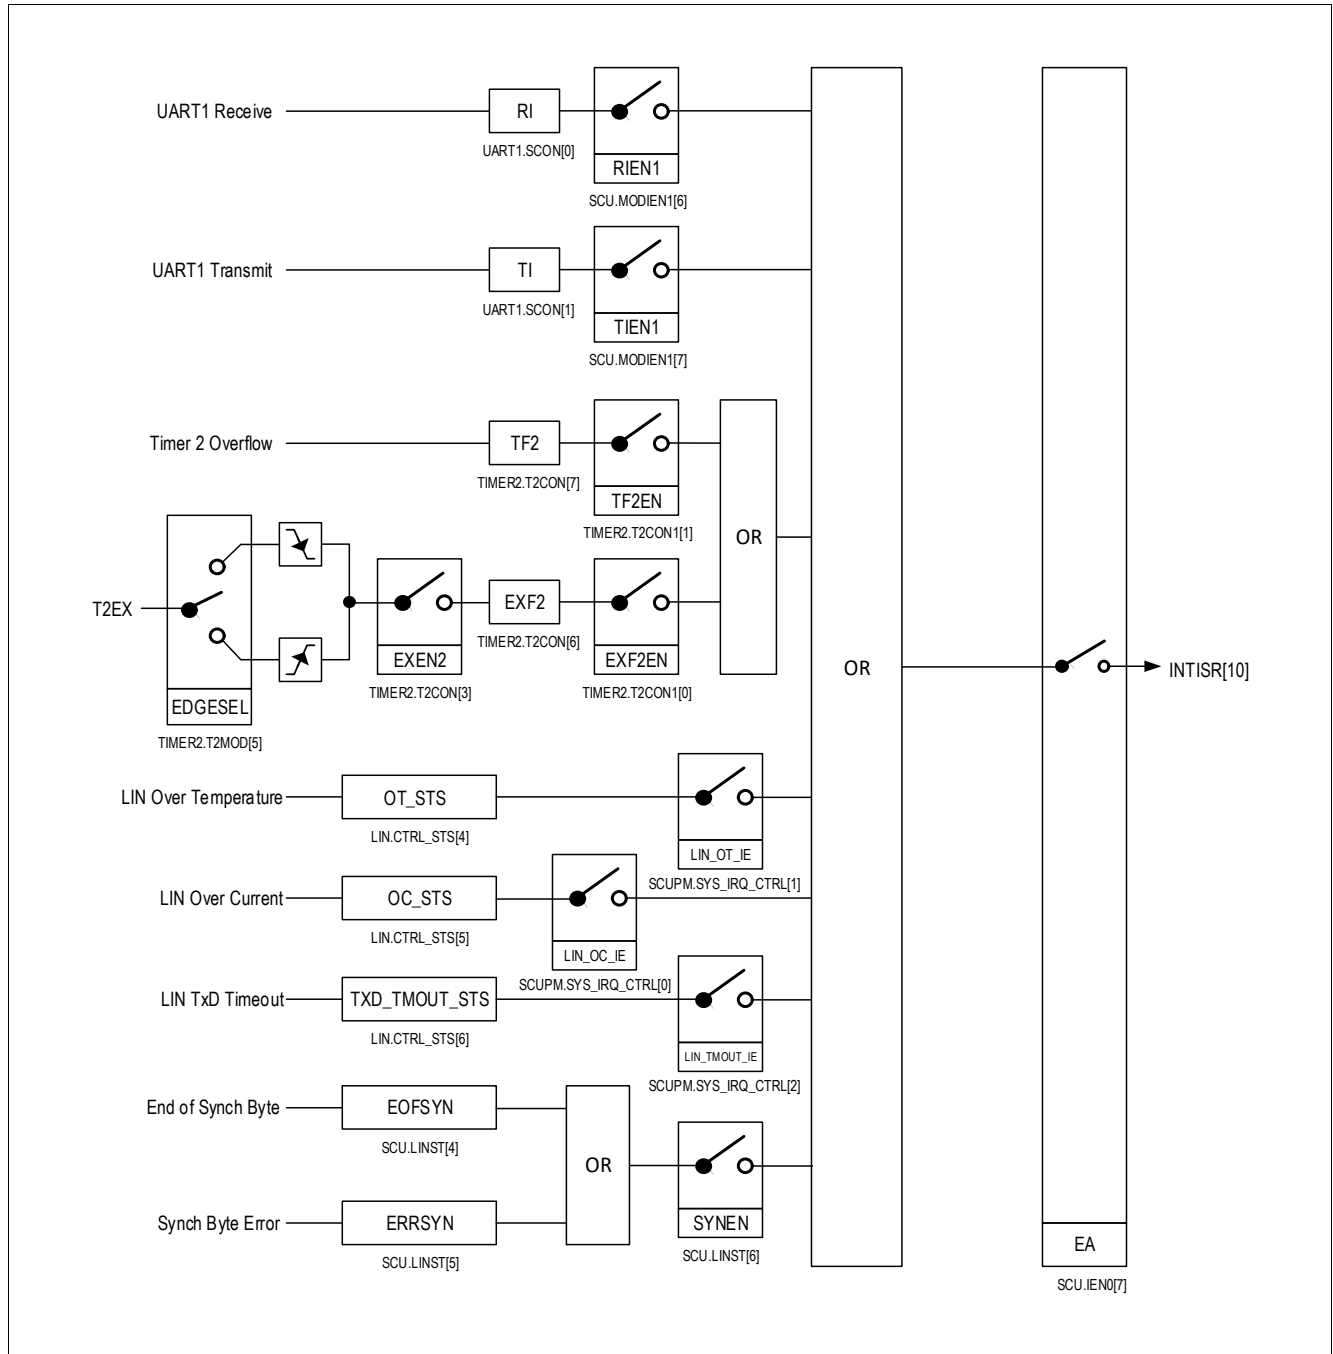 UART1 Receive
RI
UART1.SCON[0]
RIEN1
SCU.MODIEN1[6]
UART1 Transmit
TI
UART1.SCON[1]
TIEN1
SCU.MODIEN1[7]
Timer 2 Overflow
TF2
TIMER2.T2CON[7]
TF2EN
TIMER2.T2CON1[1]
OR
T2EX
EDGESEL
TIMER2.T2MOD[5]
EXEN2
TIMER2.T2CON[3]
EXF2
TIMER2.T2CON[6]
EXF2EN
TIMER2.T2CON1[0]
OR
INTISR[10]
LIN Over Temperature
OT_STS
LIN.CTRL_STS[4]
LIN_OT_IE
SCUPM.SYS_IRQ_CTRL[1]
LIN Over Current
OC_STS
LIN.CTRL_STS[5]
LIN_OC_IE
SCUPM.SYS_IRQ_CTRL[0]
LIN TxD Timeout
TXD_TMOUT_STS
LIN.CTRL_STS[6]
LIN_TMOUT_IE
SCUPM.SYS_IRQ_CTRL[2]
End of Synch Byte
EOFSYN
SCU.LINST[4]
OR
SYNEN
SCU.LINST[6]
Synch Byte Error
ERRSYN
SCU.LINST[5]
EA
SCU.IEN0[7]